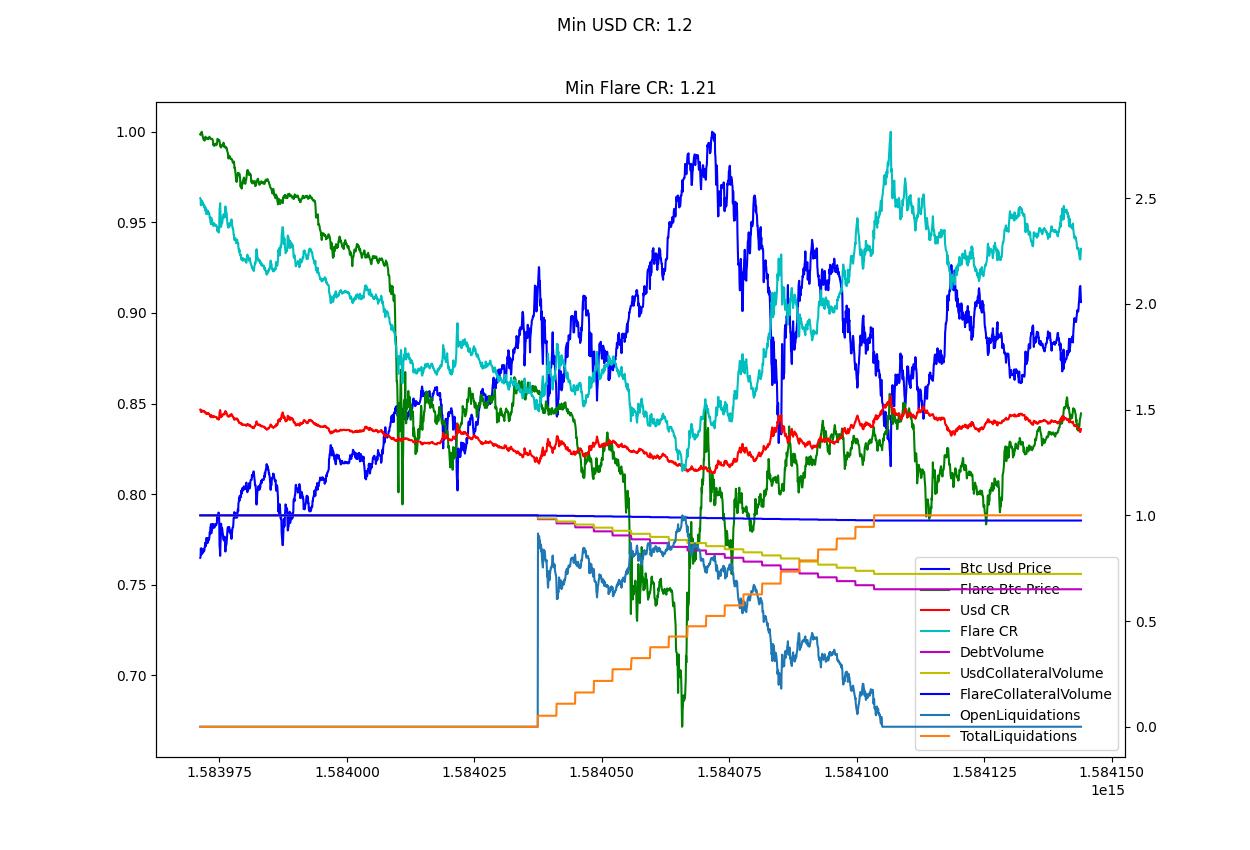 Min USD CR: 1.2
Min Flare CR: 1.21
1.00
0.95
0.90
0.85
0.80
0.75
0.70
2.5
2.0
1.5
1.0
0.5
0.0
Btc Usd Price
Flare Btc Price
Usd CR
Flare CR
DebtVolume
UsdCollateralVolume
FlareCollateralVolume
OpenLiquidations
TotalLiquidations
1.583975 1.584000 1.584025 1.584050 1.584075 1.584100 1.584125 1.584150
1e15